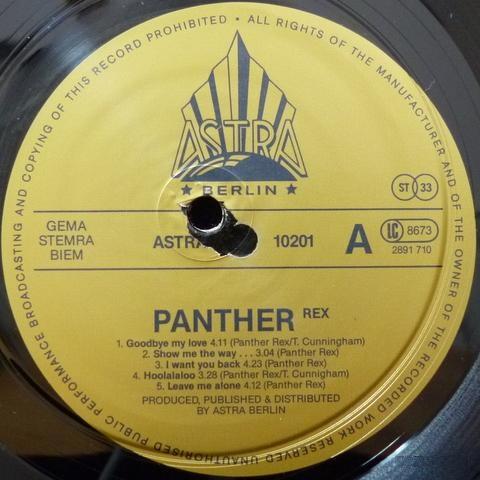 PUBLIC PERFORMANCE BROADCASTING AND COPYING OF THIS RECORD PROHIBITED • ALL RIGHTS OF THE MANUFACTURER AND OF THE OWNER OF THE RECORDED WORK RESERVED UNAUTHORISED
ASTRA
★ BERLIN ★
ST 33
GEMA
STEMRA
BIEM
ASTRA 10201
A
LC 8673
2891 710
PANTHER REX
1. Goodbye my love 4.11 (Panther Rex/T. Cunningham)
2. Show me the way . . . 3.04 (Panther Rex)
3. I want you back 4.23 (Panther Rex)
4. Hoolalaloo 3.28 (Panther Rex/T. Cunningham)
5. Leave me alone 4.12 (Panther Rex)
PRODUCED, PUBLISHED & DISTRIBUTED
BY ASTRA BERLIN